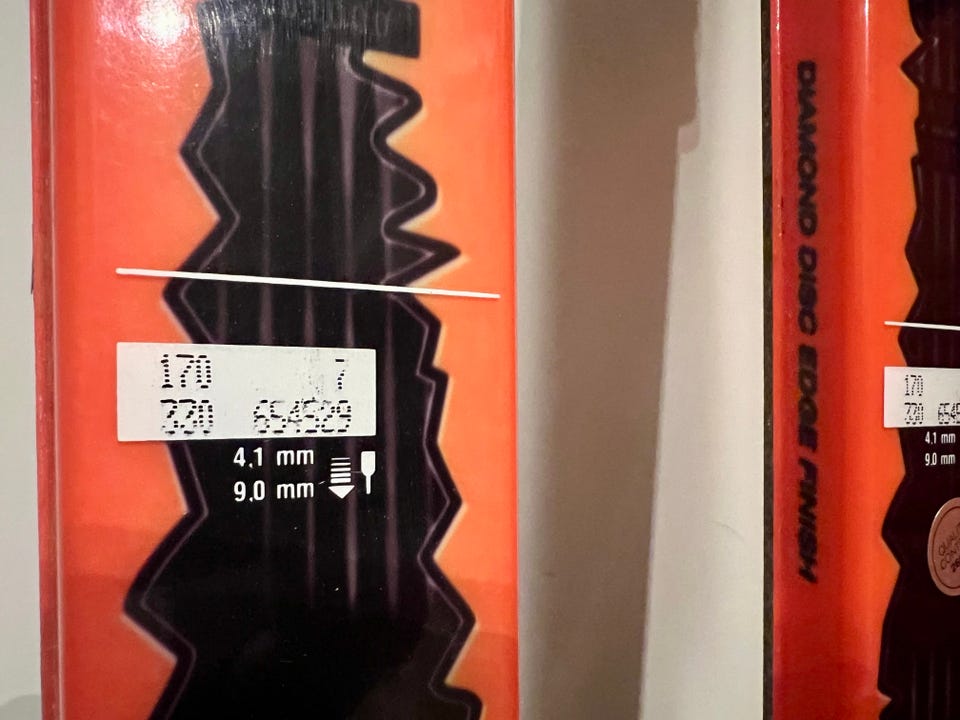 170 7
330 654529
4.1 mm
9.0 mm
DIAMOND DISC EDGE FINISH
170
330
4.1 mm
9.0 mm